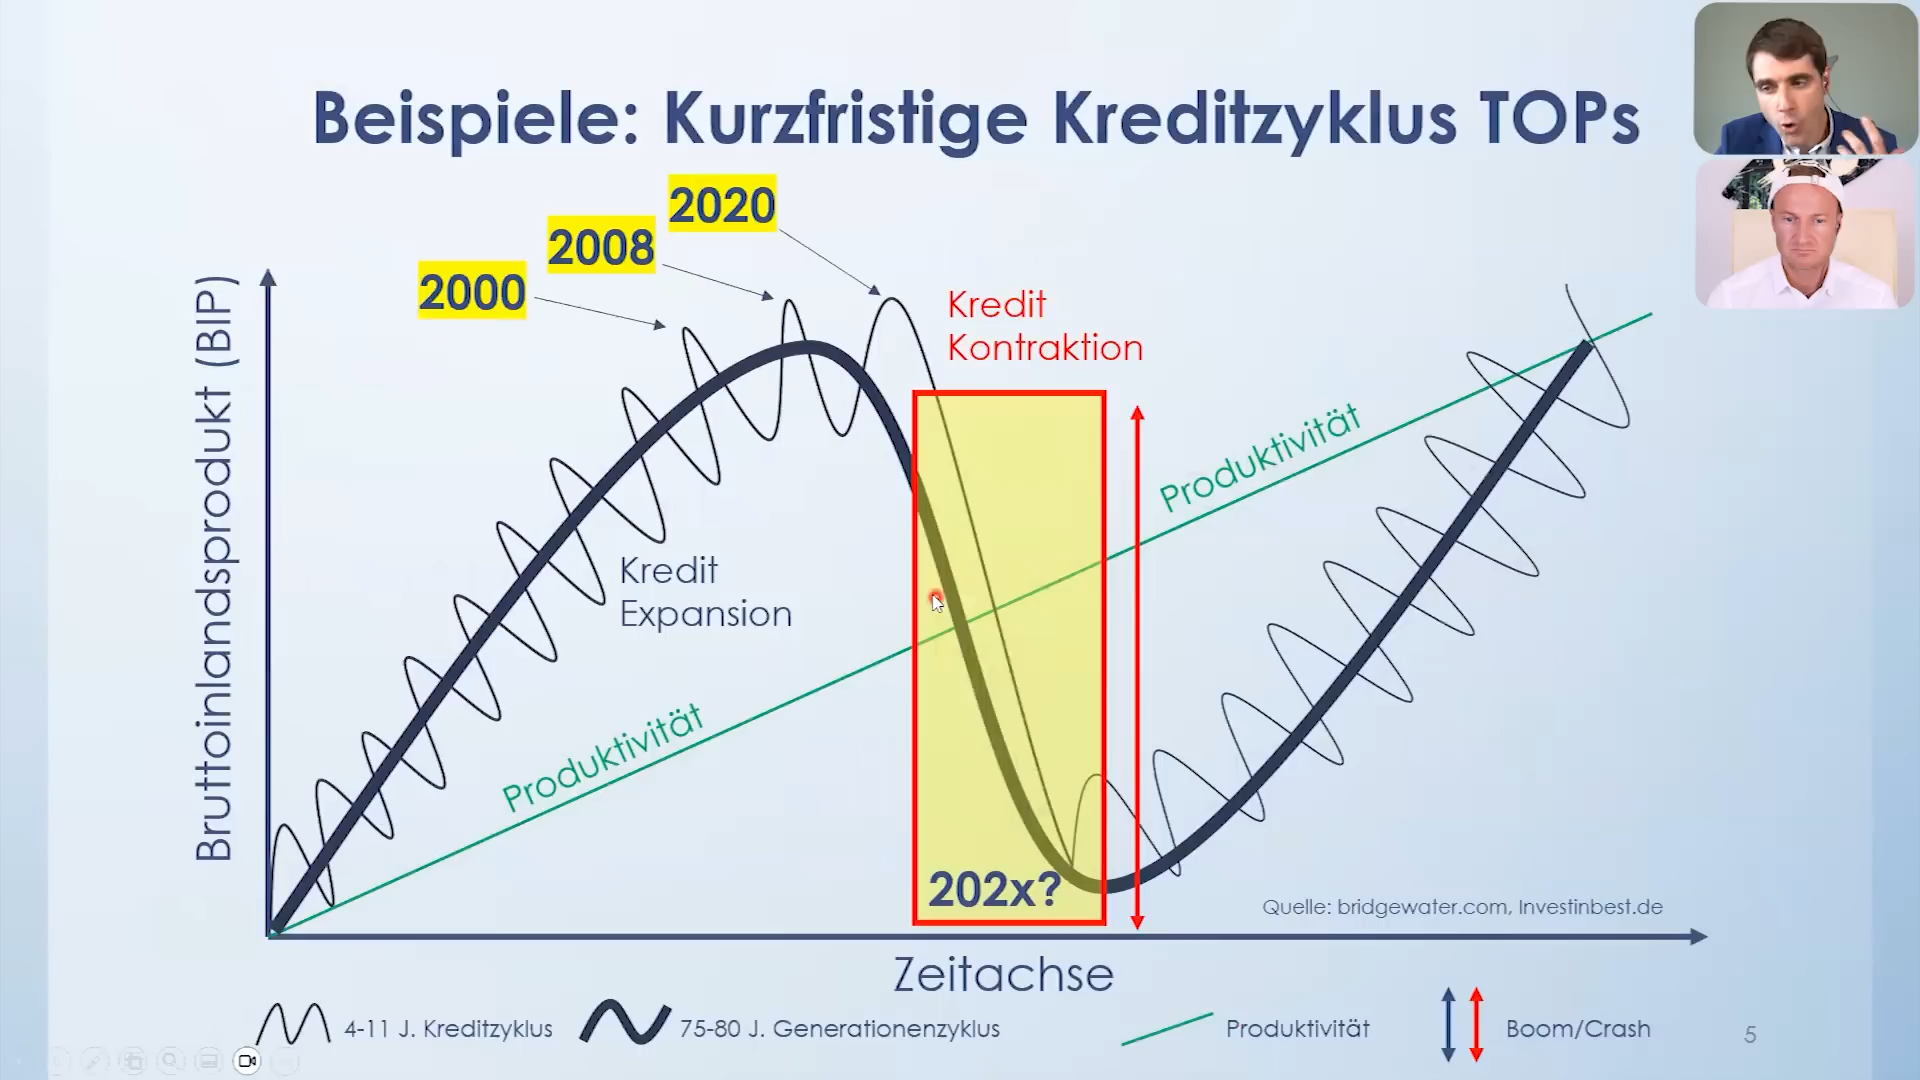 Beispiele: Kurzfristige Kreditzyklus TOPs
2020
2008
2000
Kredit
Kontraktion
Bruttoinlandsprodukt (BIP)
Produktivität
Kredit
Expansion
Produktivität
202x?
Quelle: bridgewater.com, Investinbest.de
Zeitachse
4-11 J. Kreditzyklus
75-80 J. Generationenzyklus
Produktivität
Boom/Crash
5